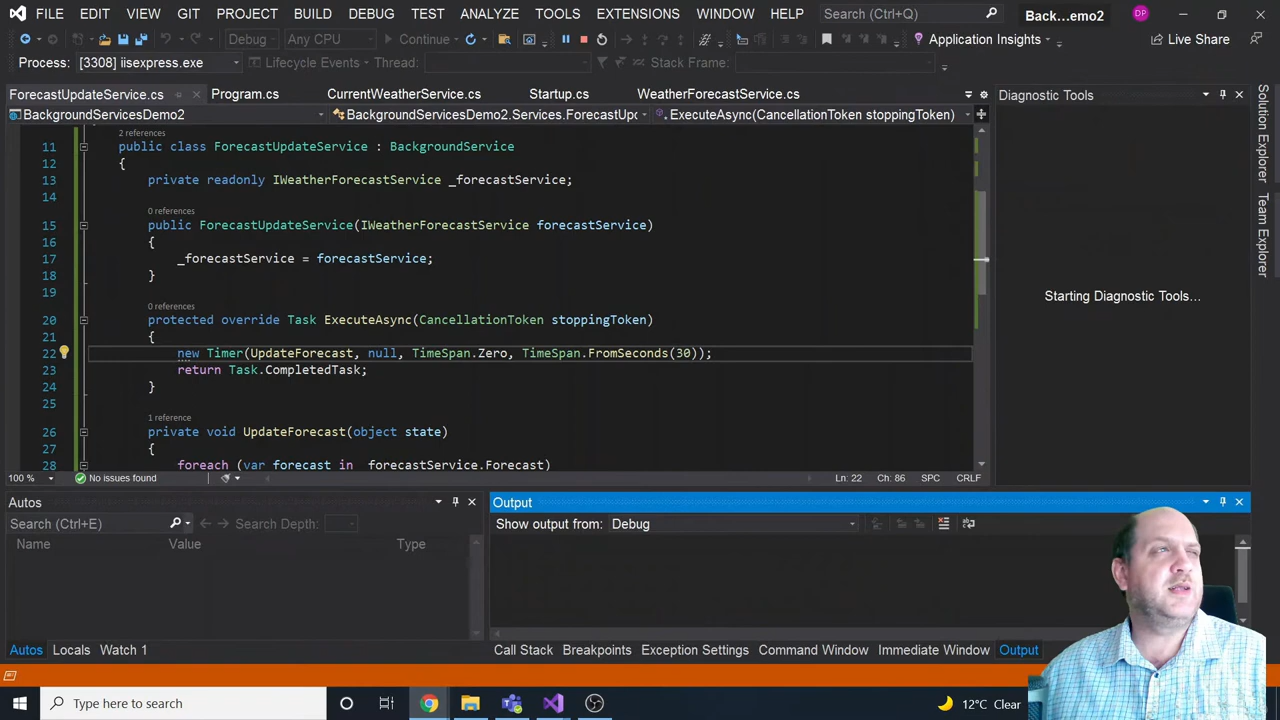 FILE EDIT VIEW GIT PROJECT BUILD DEBUG TEST ANALYZE TOOLS EXTENSIONS WINDOW HELP Search (Ctrl+Q) Back...emo2 DP
Debug Any CPU Continue Application Insights Live Share
Process: [3308] iisexpress.exe Lifecycle Events Thread: Stack Frame:
ForecastUpdateService.cs Program.cs CurrentWeatherService.cs Startup.cs WeatherForecastService.cs Diagnostic Tools
BackgroundServicesDemo2 BackgroundServicesDemo2.Services.ForecastUpc ExecuteAsync(CancellationToken stoppingToken)
2 references
11 public class ForecastUpdateService : BackgroundService
12 {
13 private readonly IWeatherForecastService _forecastService;
14
0 references
15 public ForecastUpdateService(IWeatherForecastService forecastService)
16 {
17 _forecastService = forecastService;
18 }
19
0 references
20 protected override Task ExecuteAsync(CancellationToken stoppingToken)
21 {
22 new Timer(UpdateForecast, null, TimeSpan.Zero, TimeSpan.FromSeconds(30));
23 return Task.CompletedTask;
24 }
25
1 reference
26 private void UpdateForecast(object state)
27 {
28 foreach (var forecast in forecastService.Forecast)
Starting Diagnostic Tools...
Solution Explorer
Team Explorer
100 % No issues found Ln: 22 Ch: 86 SPC CRLF
Autos
Search (Ctrl+E) Search Depth:
Name Value Type
Output
Show output from: Debug
Autos Locals Watch 1
Call Stack Breakpoints Exception Settings Command Window Immediate Window Output
Type here to search 12°C Clear